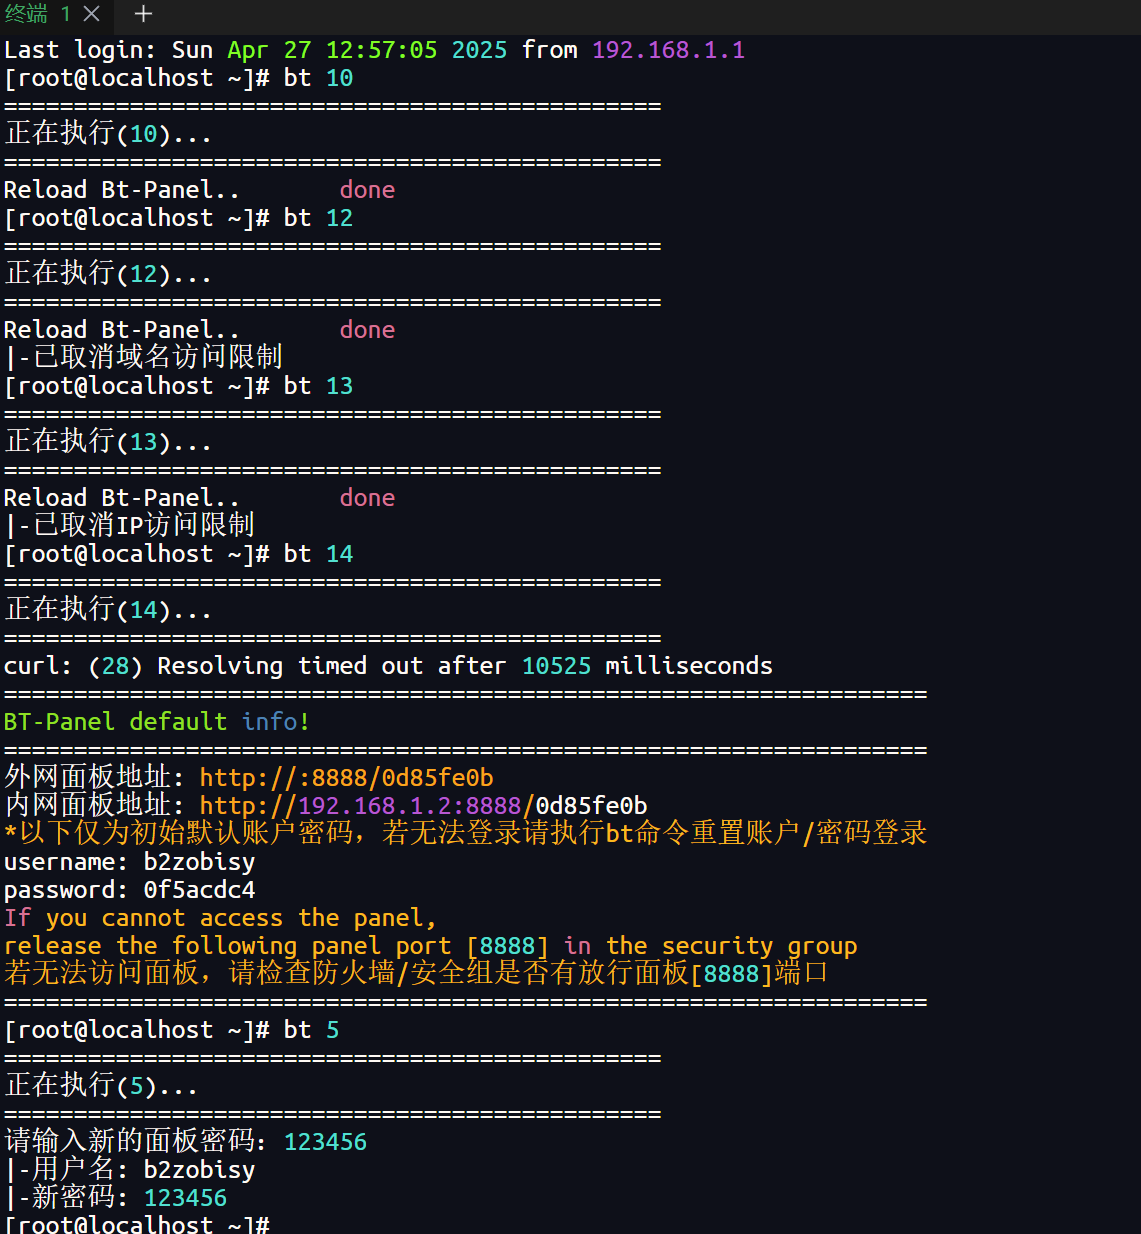 终端 1 × +
Last login: Sun Apr 27 12:57:05 2025 from 192.168.1.1
[root@localhost ~]# bt 10
===============================================
正在执行(10)...
===============================================
Reload Bt-Panel..       done
[root@localhost ~]# bt 12
===============================================
正在执行(12)...
===============================================
Reload Bt-Panel..       done
|-已取消域名访问限制
[root@localhost ~]# bt 13
===============================================
正在执行(13)...
===============================================
Reload Bt-Panel..       done
|-已取消IP访问限制
[root@localhost ~]# bt 14
===============================================
正在执行(14)...
===============================================
curl: (28) Resolving timed out after 10525 milliseconds
==================================================================
BT-Panel default info!
==================================================================
外网面板地址: http://:8888/0d85fe0b
内网面板地址: http://192.168.1.2:8888/0d85fe0b
*以下仅为初始默认账户密码，若无法登录请执行bt命令重置账户/密码登录
username: b2zobisy
password: 0f5acdc4
If you cannot access the panel,
release the following panel port [8888] in the security group
若无法访问面板，请检查防火墙/安全组是否有放行面板[8888]端口
==================================================================
[root@localhost ~]# bt 5
===============================================
正在执行(5)...
===============================================
请输入新的面板密码：123456
|-用户名: b2zobisy
|-新密码: 123456
[root@localhost ~]#